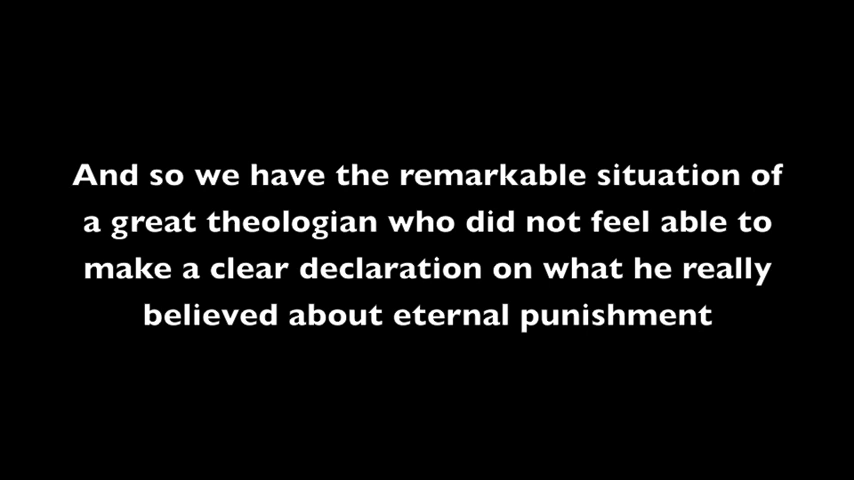 And so we have the remarkable situation of
a great theologian who did not feel able to
make a clear declaration on what he really
believed about eternal punishment